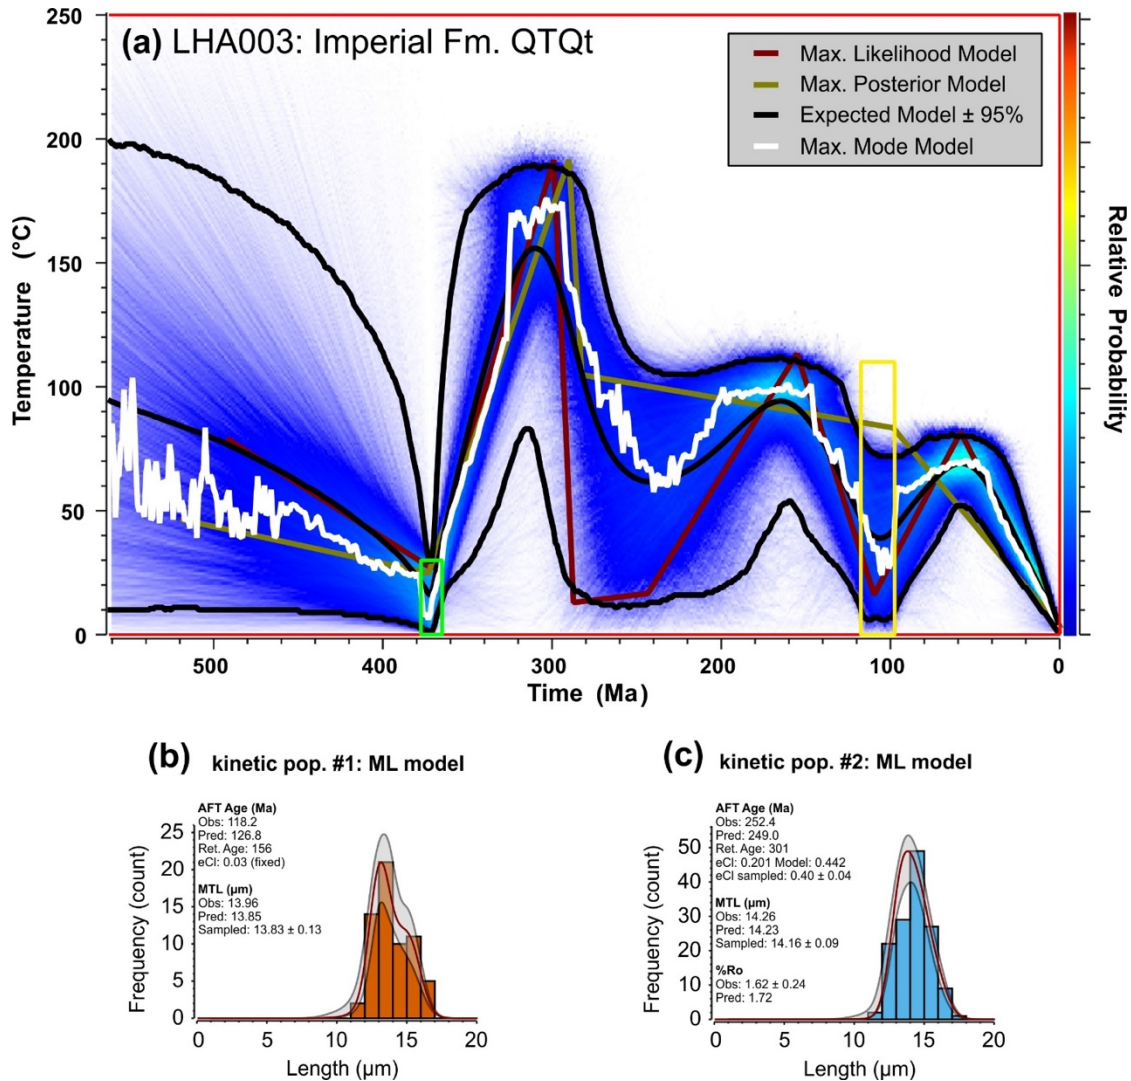 (a) LHA003: Imperial Fm. QTQt
Max. Likelihood Model
Max. Posterior Model
Expected Model ± 95%
Max. Mode Model
250
200
150
100
50
0
Temperature (°C)
500
400
300
200
100
0
Time (Ma)
Relative Probability
(b) kinetic pop. #1: ML model
AFT Age (Ma)
Obs: 118.2
Pred: 126.8
Ret. Age: 156
eCl: 0.03 (fixed)
MTL (µm)
Obs: 13.96
Pred: 13.85
Sampled: 13.83 ± 0.13
25
20
15
10
5
0
Frequency (count)
0
5
10
15
20
Length (µm)
(c) kinetic pop. #2: ML model
AFT Age (Ma)
Obs: 252.4
Pred: 249.0
Ret. Age: 301
eCl: 0.201 Model: 0.442
eCl sampled: 0.40 ± 0.04
MTL (µm)
Obs: 14.26
Pred: 14.23
Sampled: 14.16 ± 0.09
%Ro
Obs: 1.62 ± 0.24
Pred: 1.72
50
40
30
20
10
0
Frequency (count)
0
5
10
15
20
Length (µm)